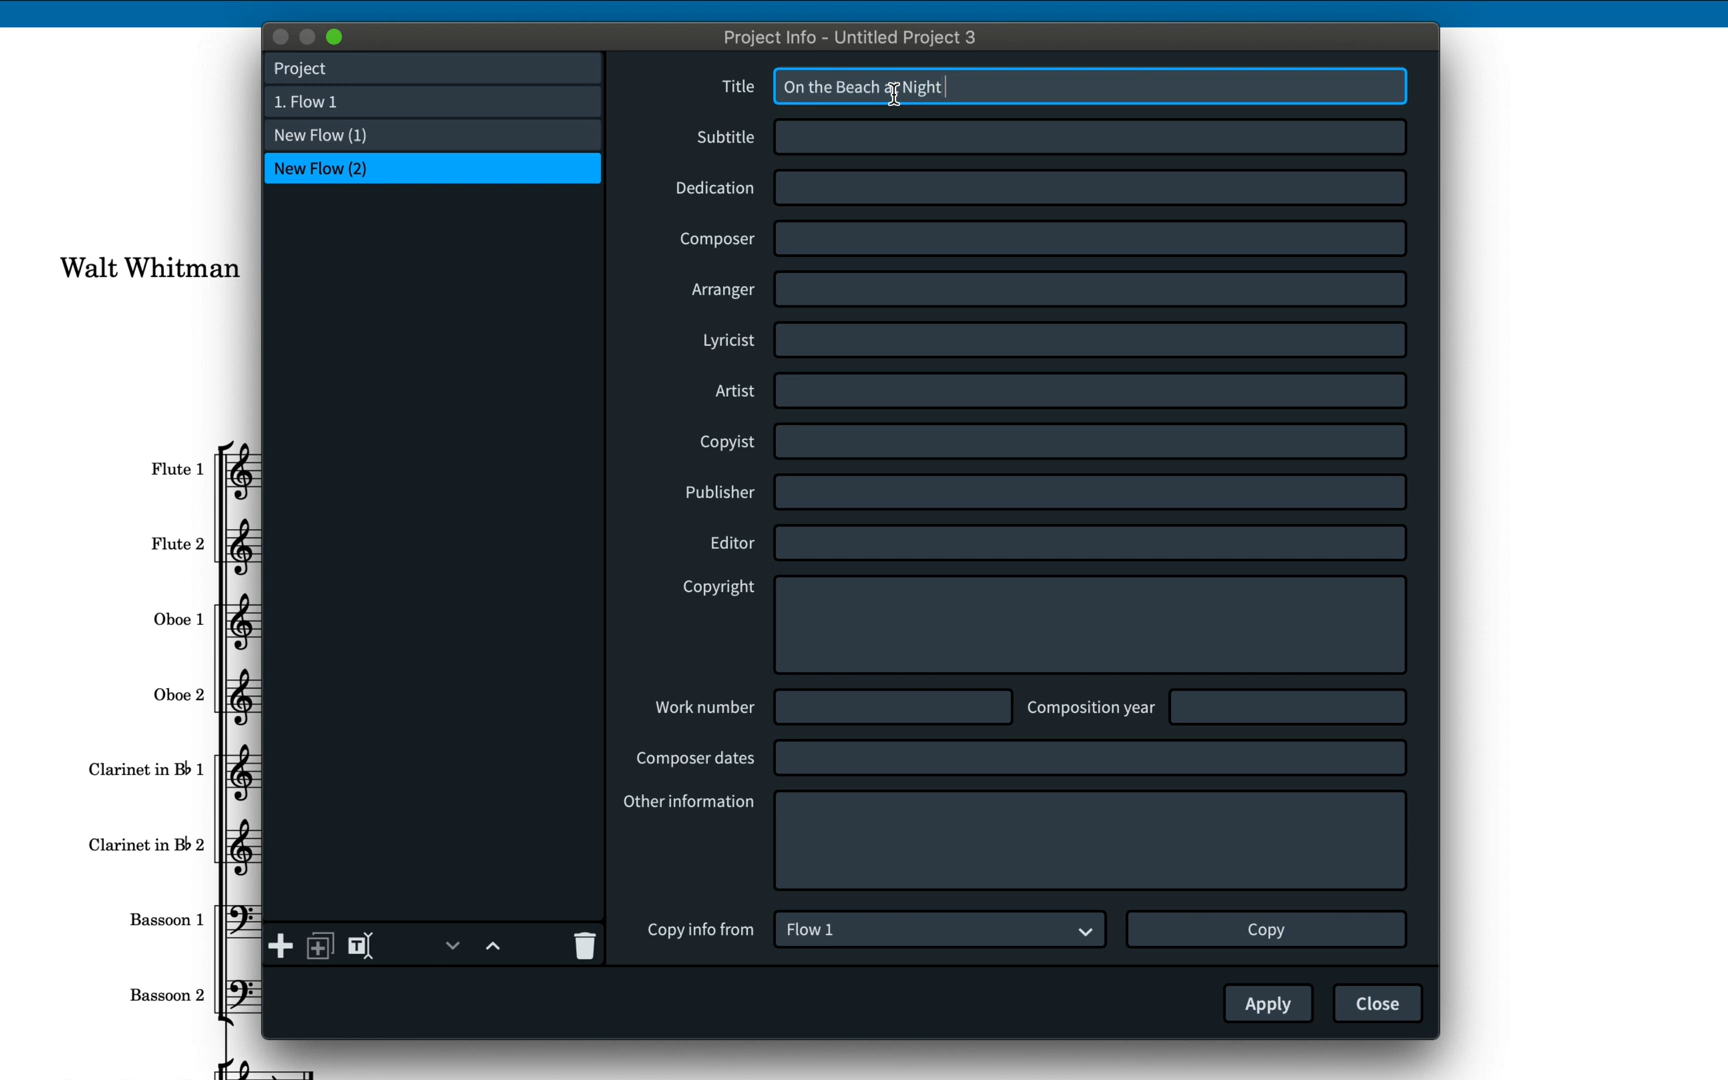 Project Info - Untitled Project 3
Project
1. Flow 1
New Flow (1)
New Flow (2)
Title
On the Beach at Night
Subtitle
Dedication
Composer
Arranger
Lyricist
Artist
Copyist
Publisher
Editor
Copyright
Work number
Composition year
Composer dates
Other information
Copy info from
Flow 1
Copy
Apply
Close
Walt Whitman
Flute 1
Flute 2
Oboe 1
Oboe 2
Clarinet in B♭ 1
Clarinet in B♭ 2
Bassoon 1
Bassoon 2